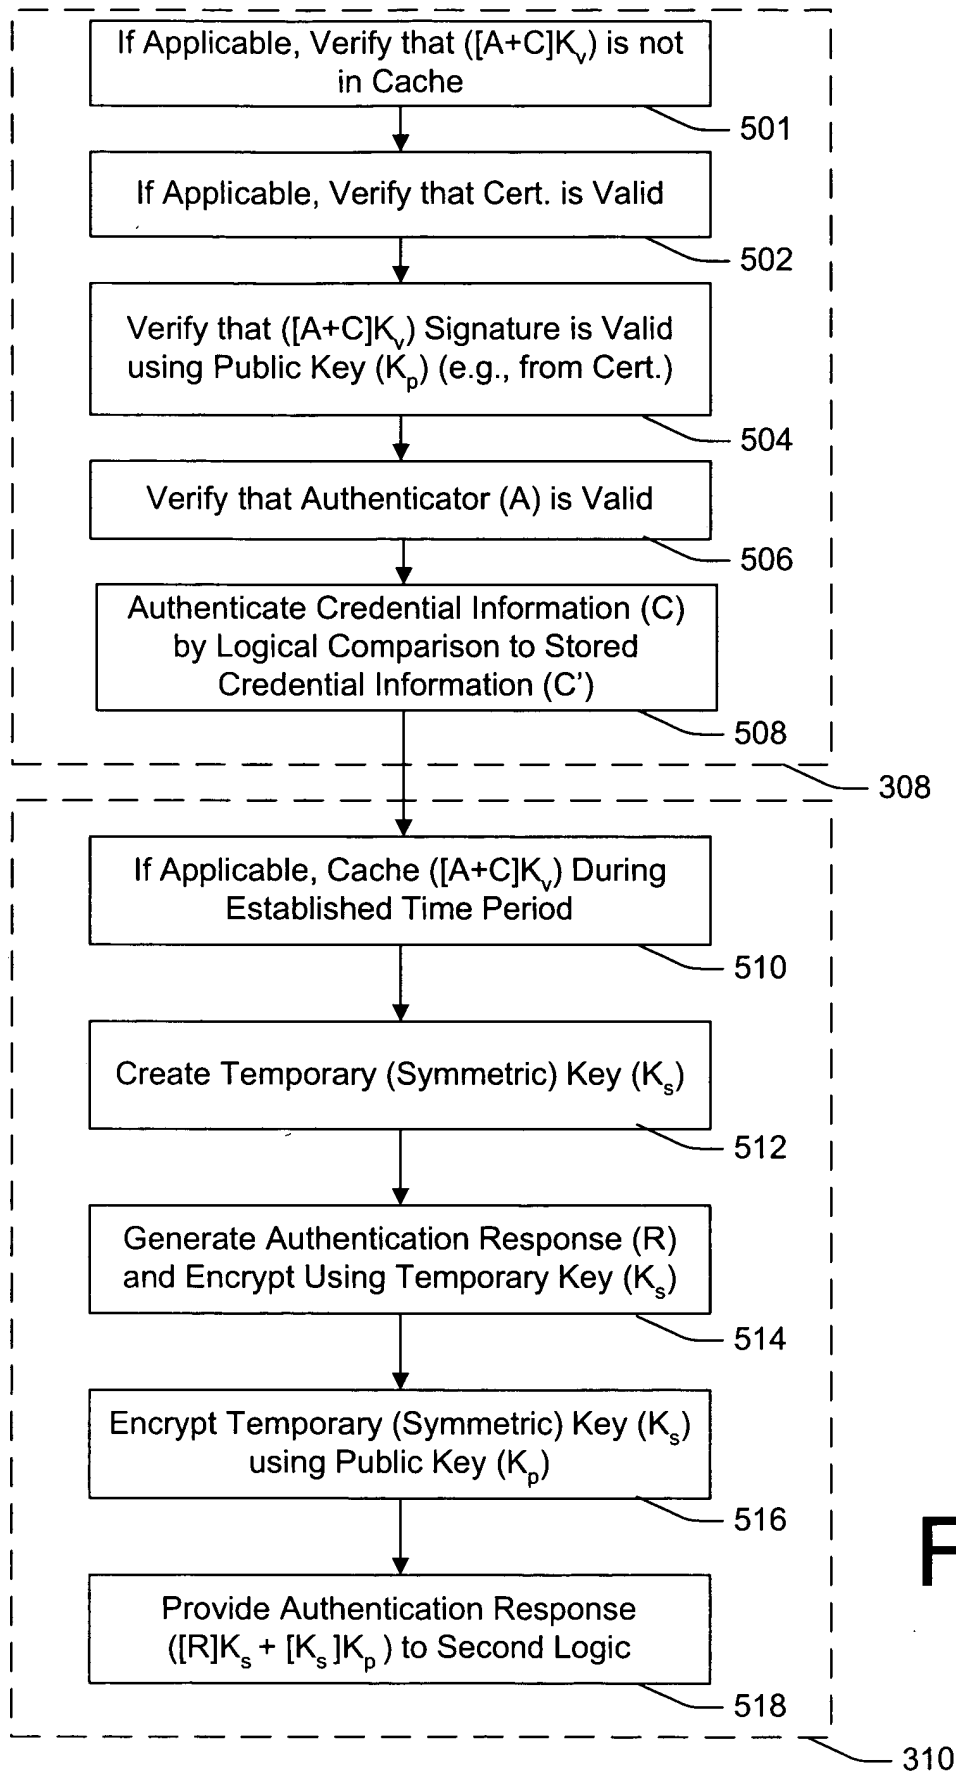 If Applicable, Verify that ([A+C]Kv) is not
in Cache
501
If Applicable, Verify that Cert. is Valid
502
Verify that ([A+C]Kv) Signature is Valid
using Public Key (Kp) (e.g., from Cert.)
504
Verify that Authenticator (A) is Valid
506
Authenticate Credential Information (C)
by Logical Comparison to Stored
Credential Information (C')
508
308
If Applicable, Cache ([A+C]Kv) During
Established Time Period
510
Create Temporary (Symmetric) Key (Ks)
512
Generate Authentication Response (R)
and Encrypt Using Temporary Key (Ks)
514
Encrypt Temporary (Symmetric) Key (Ks)
using Public Key (Kp)
516
F
Provide Authentication Response
([R]Ks + [Ks]Kp) to Second Logic
518
310